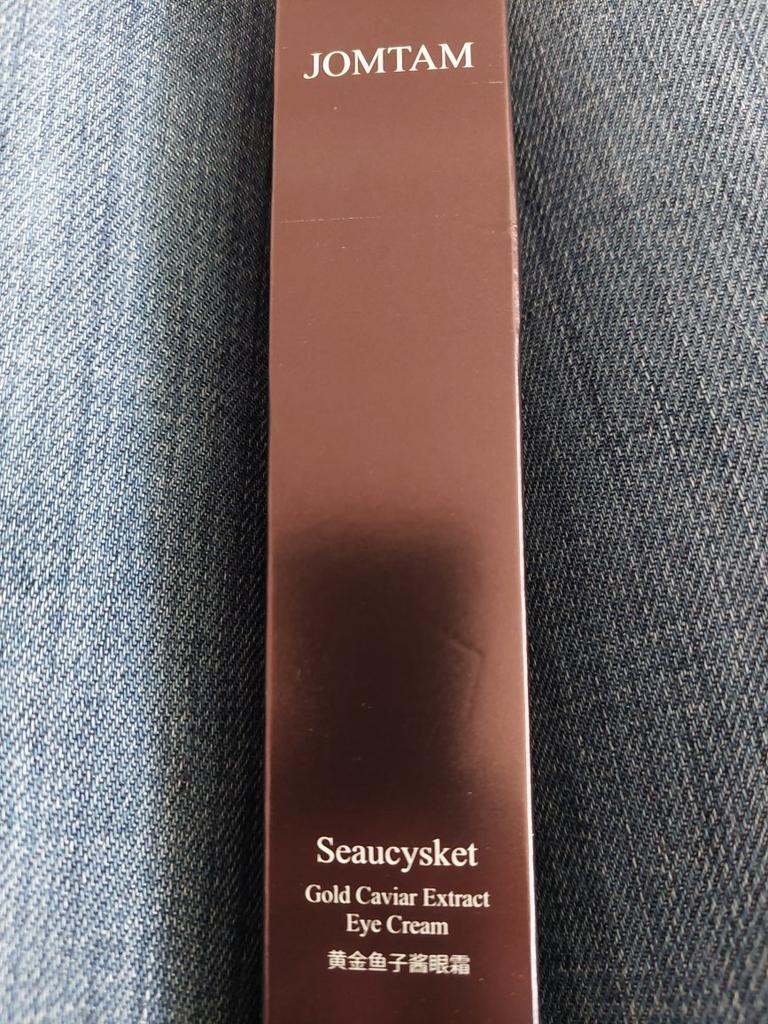 JOMTAM
Seaucysket
Gold Caviar Extract
Eye Cream
黄金鱼子酱眼霜